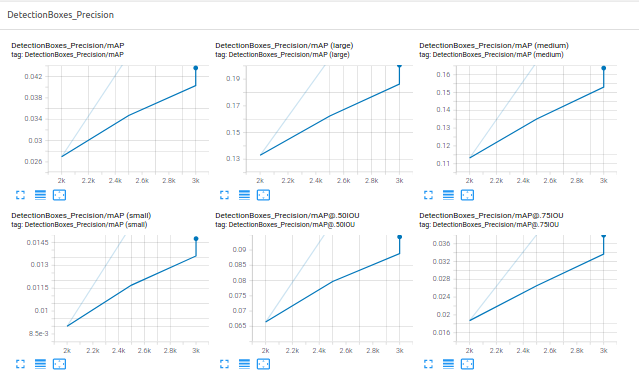 DetectionBoxes_Precision
DetectionBoxes_Precision/mAP
tag: DetectionBoxes_Precision/mAP
0.042
0.038
0.034
0.03
0.026
2k 2.2k 2.4k 2.6k 2.8k 3k
DetectionBoxes_Precision/mAP (large)
tag: DetectionBoxes_Precision/mAP (large)
0.19
0.17
0.15
0.13
2k 2.2k 2.4k 2.6k 2.8k 3k
DetectionBoxes_Precision/mAP (medium)
tag: DetectionBoxes_Precision/mAP (medium)
0.16
0.15
0.14
0.13
0.12
0.11
2k 2.2k 2.4k 2.6k 2.8k 3k
DetectionBoxes_Precision/mAP (small)
tag: DetectionBoxes_Precision/mAP (small)
0.0145
0.013
0.0115
0.01
8.5e-3
2k 2.2k 2.4k 2.6k 2.8k 3k
DetectionBoxes_Precision/mAP@.50IOU
tag: DetectionBoxes_Precision/mAP@.50IOU
0.09
0.085
0.08
0.075
0.07
0.065
2k 2.2k 2.4k 2.6k 2.8k 3k
DetectionBoxes_Precision/mAP@.75IOU
tag: DetectionBoxes_Precision/mAP@.75IOU
0.036
0.032
0.028
0.024
0.02
0.016
2k 2.2k 2.4k 2.6k 2.8k 3k